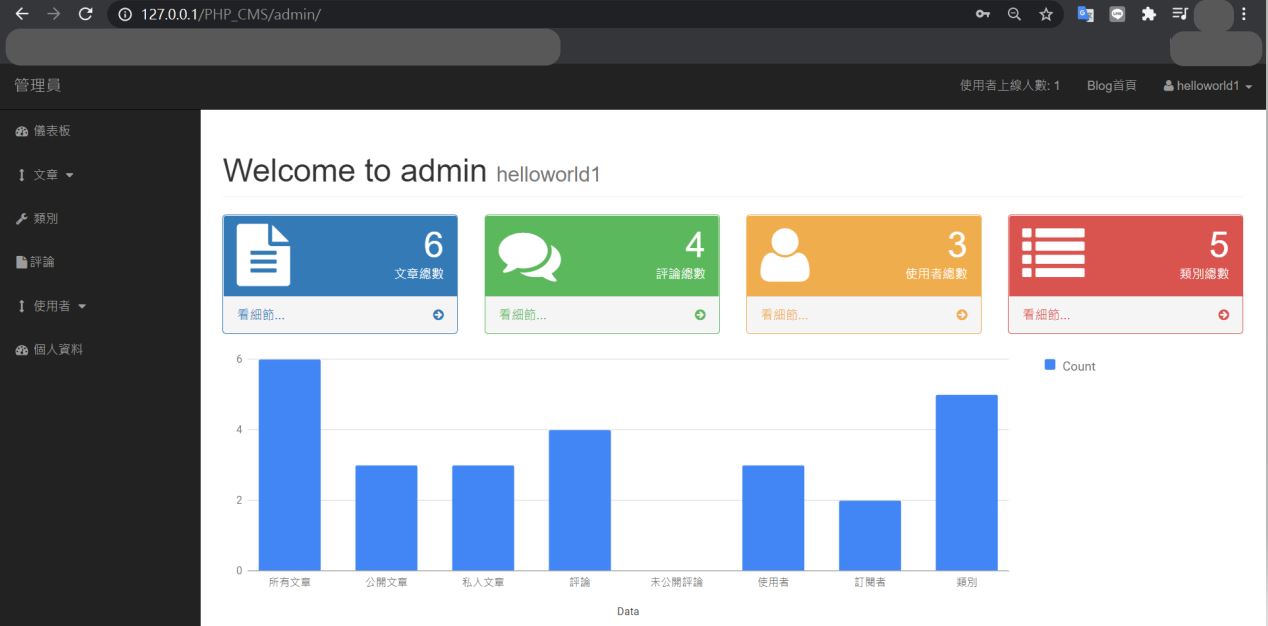 127.0.0.1/PHP_CMS/admin/
管理員
使用者上線人數: 1 Blog首頁 helloworld1
儀表板
文章
類別
評論
使用者
個人資料
Welcome to admin helloworld1
6
文章總數
看細節...
4
評論總數
看細節...
3
使用者總數
看細節...
5
類別總數
看細節...
6
4
2
0
Count
所有文章 公開文章 私人文章 評論 未公開評論 使用者 訂閱者 類別
Data